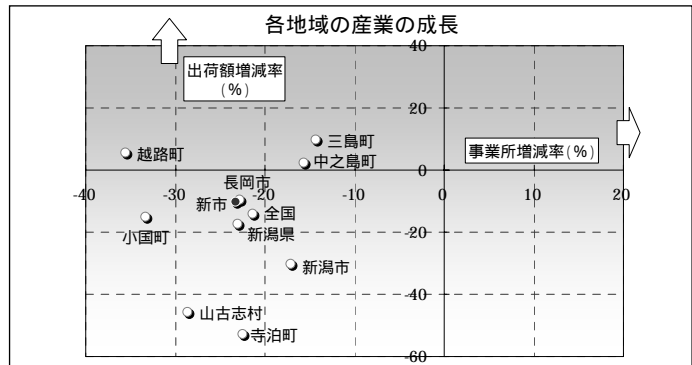 各地域の産業の成長
40
出荷額増減率
(%)
20
三島町
事業所増減率(%)
越路町
中之島町
0
-40
-30
-20
-10
0
10
20
長岡市
新市
全国
小国町
新潟県
-20
新潟市
-40
山古志村
寺泊町
-60